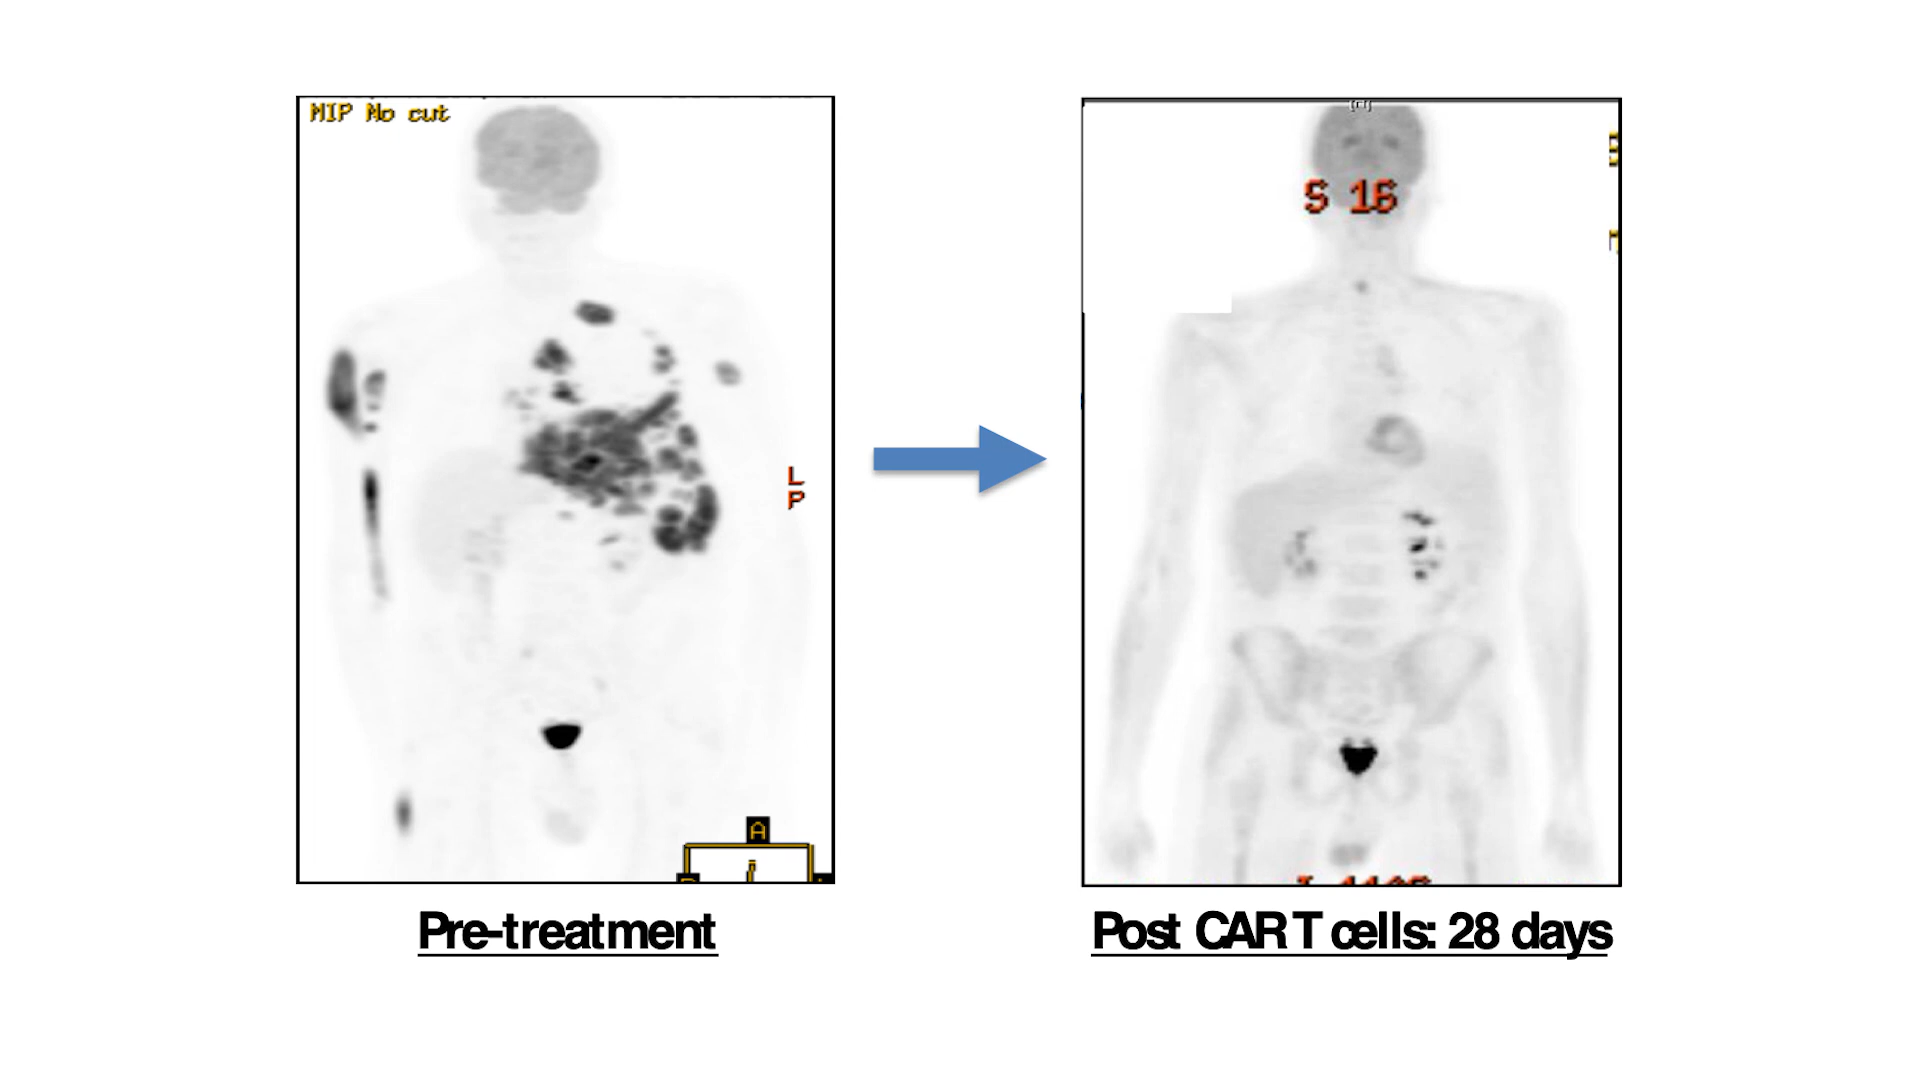 MIP No cut
S 16
L
P
A
Pre-treatment
Post CAR T cells: 28 days